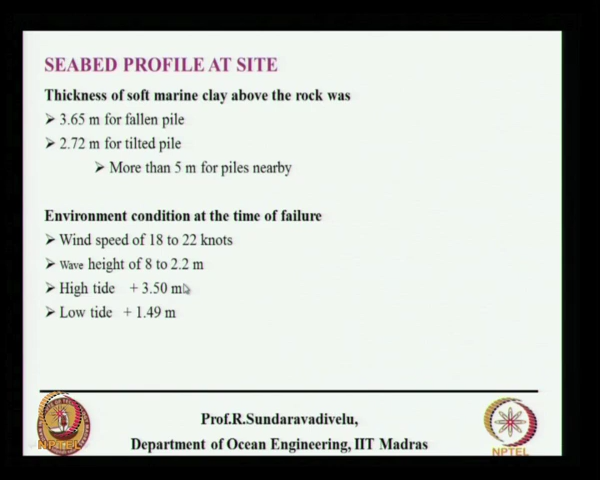 SEABED PROFILE AT SITE
Thickness of soft marine clay above the rock was
➢ 3.65 m for fallen pile
➢ 2.72 m for tilted pile
➢ More than 5 m for piles nearby
Environment condition at the time of failure
➢ Wind speed of 18 to 22 knots
➢ Wave height of 8 to 2.2 m
➢ High tide + 3.50 m
➢ Low tide + 1.49 m
Prof.R.Sundaravadivelu,
Department of Ocean Engineering, IIT Madras
NPTEL
NPTEL